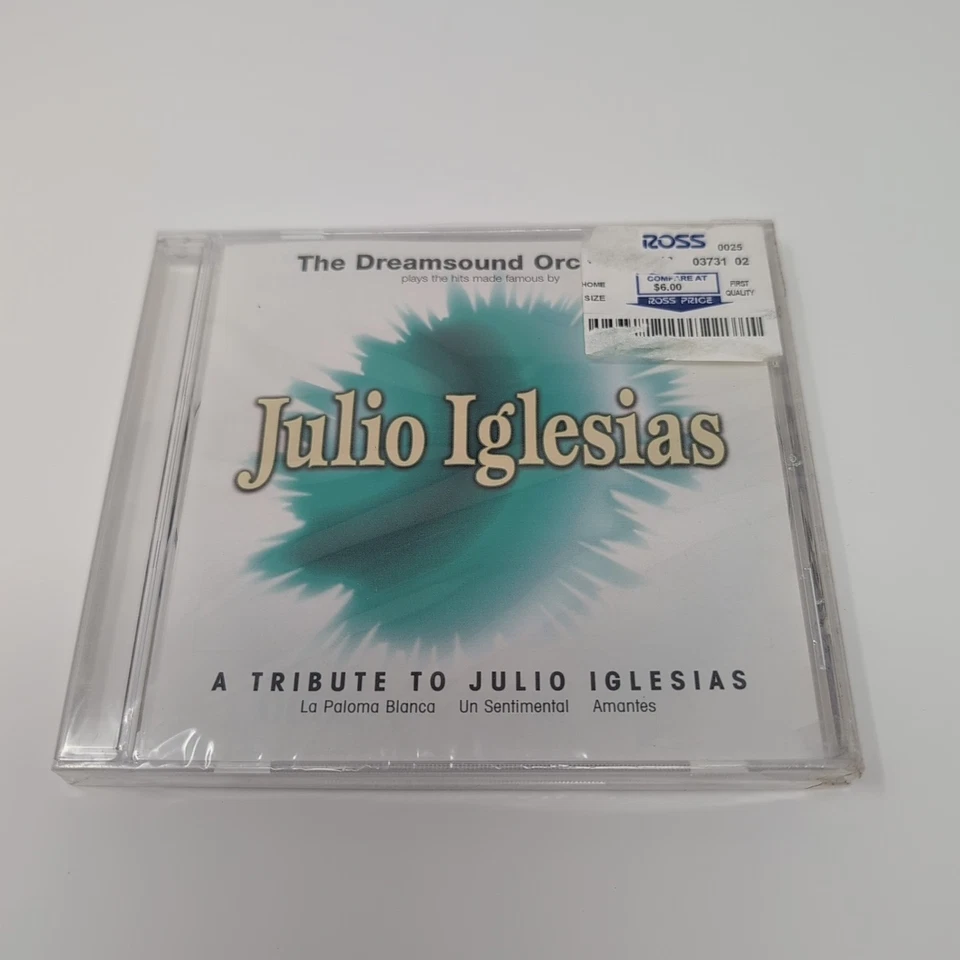 The Dreamsound Orc
plays the hits made famous by
ROSS 0025
03731 02
COMPARE AT
HOME $6.00 FIRST
SIZE ROSS PRICE QUALITY
Julio Iglesias
A TRIBUTE TO JULIO IGLESIAS
La Paloma Blanca Un Sentimental Amantes